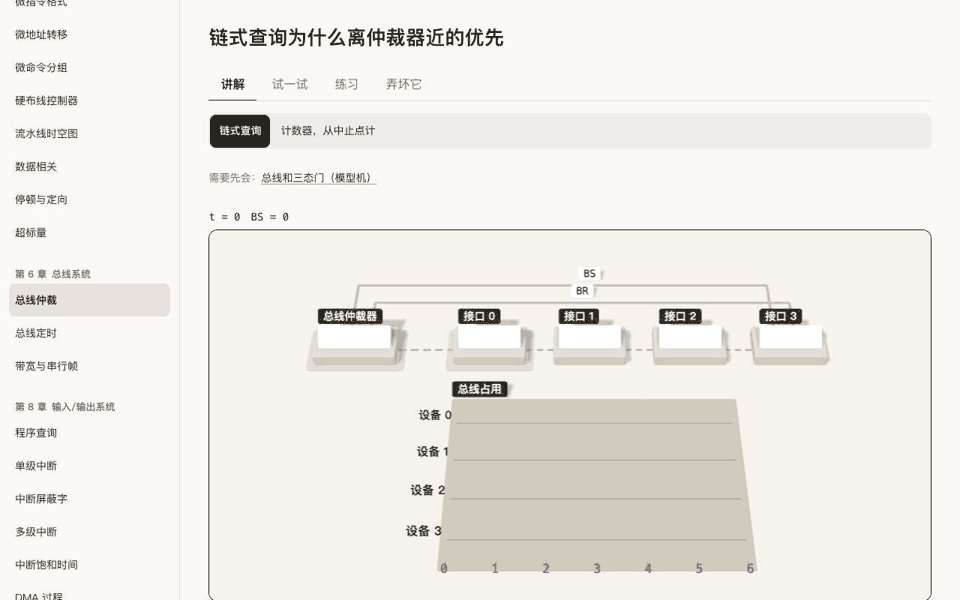 微指令格式
微地址转移
微命令分组
硬布线控制器
流水线时空图
数据相关
停顿与定向
超标量
第 6 章 总线系统
总线仲裁
总线定时
带宽与串行帧
第 8 章 输入/输出系统
程序查询
单级中断
中断屏蔽字
多级中断
中断饱和时间
DMA 过程
链式查询为什么离仲裁器近的优先
讲解 试一试 练习 弄坏它
链式查询 计数器，从中止点计
需要先会：总线和三态门（模型机）
t = 0 BS = 0
BS
BR
总线仲裁器 接口 0 接口 1 接口 2 接口 3
总线占用
设备 0
设备 1
设备 2
设备 3
0 1 2 3 4 5 6